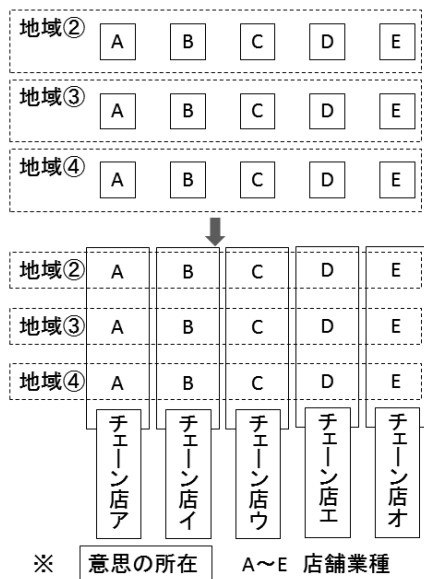 地域② A B C D E
地域③ A B C D E
地域④ A B C D E
地域② A B C D E
地域③ A B C D E
地域④ A B C D E
チェーン店ア
チェーン店イ
チェーン店ウ
チェーン店エ
チェーン店オ
※ 意思の所在 A～E 店舗業種